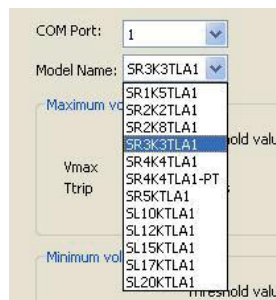 COM Port: 1
Model Name: SR3K3TLA1
SR1K5TLA1
Maximum vo
SR2K2TLA1
SR2K8TLA1
SR3K3TLA1
old valu
SR4K4TLA1
Vmax
SR4K4TLA1-PT
Ttrip
SR5KTLA1
SL10KTLA1
SL12KTLA1
SL15KTLA1
Minimum vol
SL17KTLA1
SL20KTLA1
Threshold valu